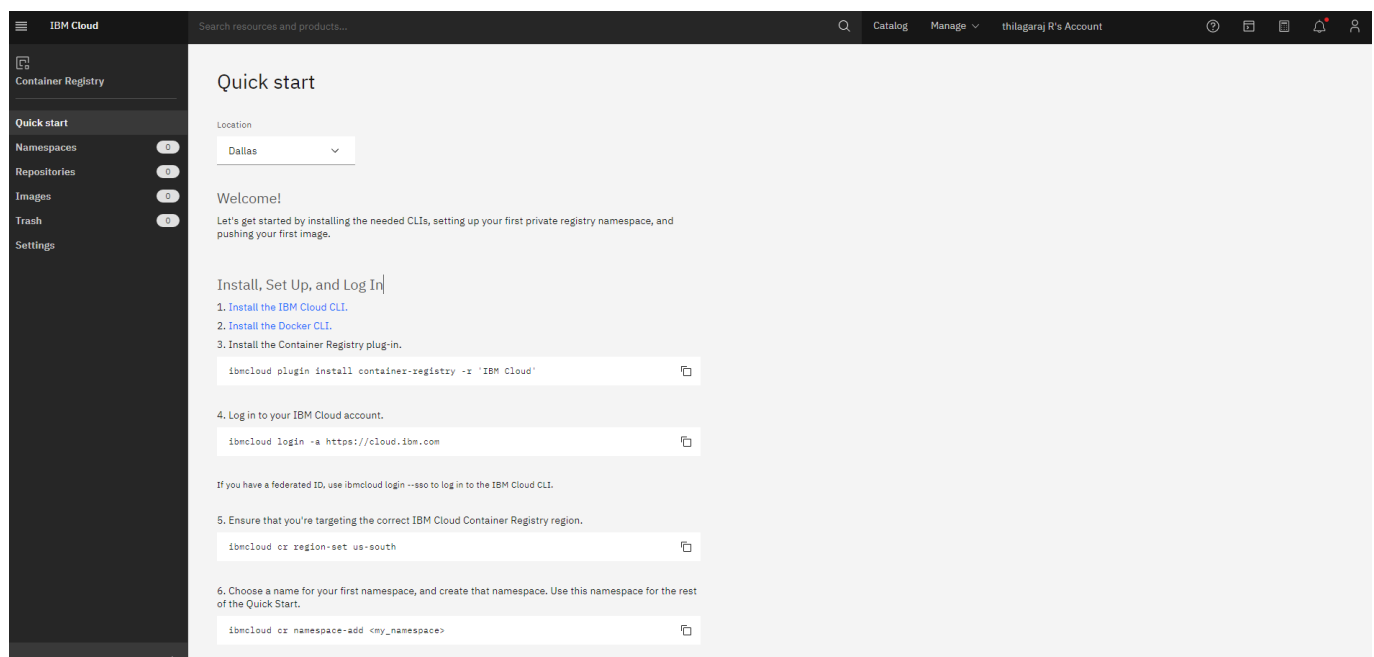 IBM Cloud
Search resources and products...
Catalog
Manage
thilagaraj R's Account
Container Registry
Quick start
Namespaces 0
Repositories 0
Images 0
Trash 0
Settings
Quick start
Location
Dallas
Welcome!
Let's get started by installing the needed CLIs, setting up your first private registry namespace, and
pushing your first image.
Install, Set Up, and Log In
1. Install the IBM Cloud CLI.
2. Install the Docker CLI.
3. Install the Container Registry plug-in.
ibmcloud plugin install container-registry -r 'IBM Cloud'
4. Log in to your IBM Cloud account.
ibmcloud login -a https://cloud.ibm.com
If you have a federated ID, use ibmcloud login --sso to log in to the IBM Cloud CLI.
5. Ensure that you're targeting the correct IBM Cloud Container Registry region.
ibmcloud cr region-set us-south
6. Choose a name for your first namespace, and create that namespace. Use this namespace for the rest
of the Quick Start.
ibmcloud cr namespace-add <my_namespace>